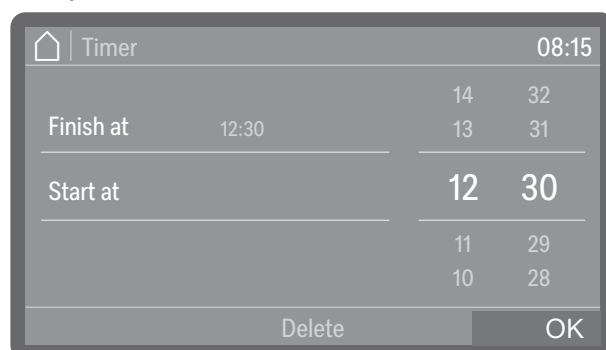 Timer 08:15
14 32
Finish at 12:30 13 31
Start at 12 30
11 29
10 28
Delete OK